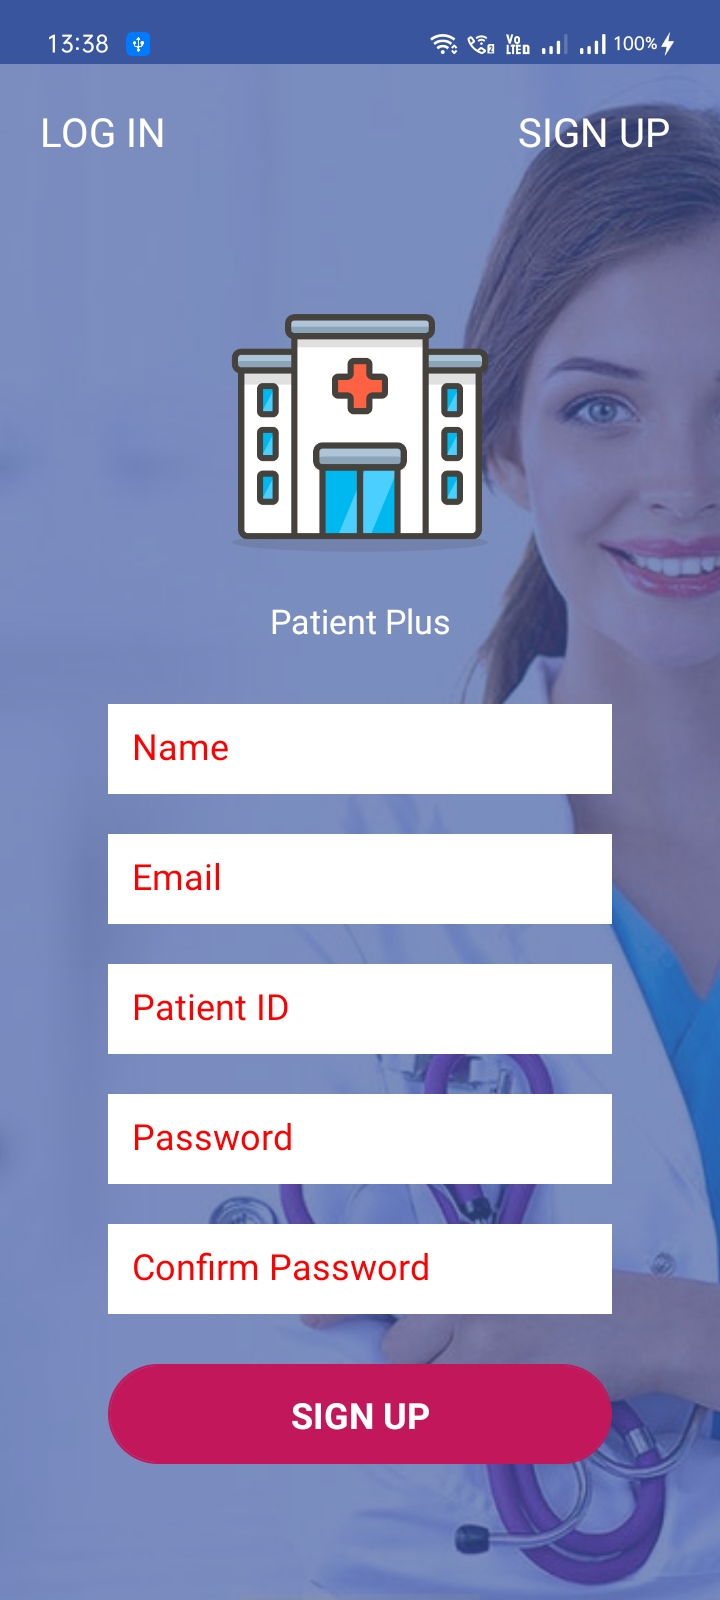 13:38 Vo LTED 100%
LOG IN SIGN UP
Patient Plus
Name
Email
Patient ID
Password
Confirm Password
SIGN UP